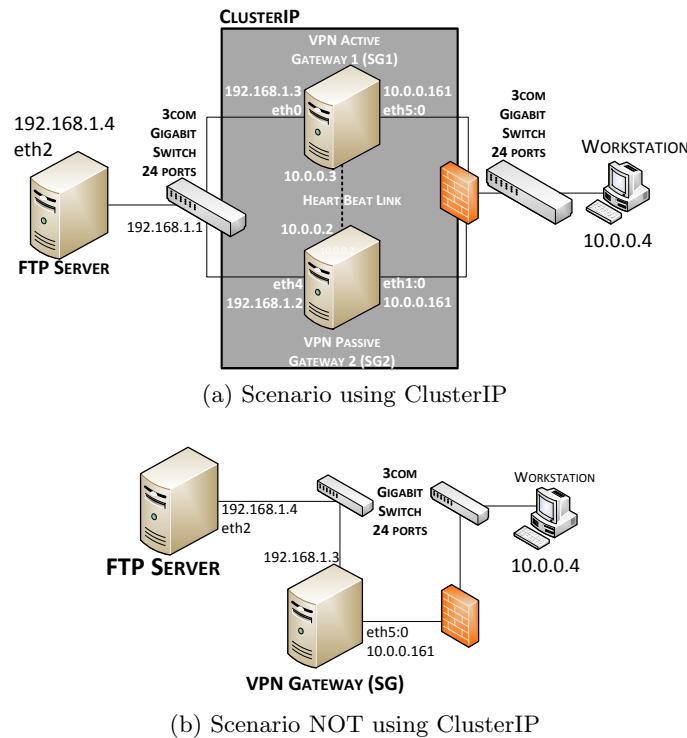 CLUSTERIP
VPN ACTIVE
GATEWAY 1 (SG1)
192.168.1.3
eth0
10.0.0.161
eth5:0
3COM
GIGABIT
SWITCH
24 PORTS
3COM
GIGABIT
SWITCH
24 PORTS
192.168.1.4
eth2
WORKSTATION
10.0.0.3
HEART BEAT LINK
10.0.0.2
192.168.1.1
10.0.0.4
FTP SERVER
eth4
192.168.1.2
eth1:0
10.0.0.161
VPN PASSIVE
GATEWAY 2 (SG2)
(a) Scenario using ClusterIP
3COM
GIGABIT
SWITCH
24 PORTS
WORKSTATION
192.168.1.4
eth2
192.168.1.3
FTP SERVER
10.0.0.4
eth5:0
10.0.0.161
VPN GATEWAY (SG)
(b) Scenario NOT using ClusterIP